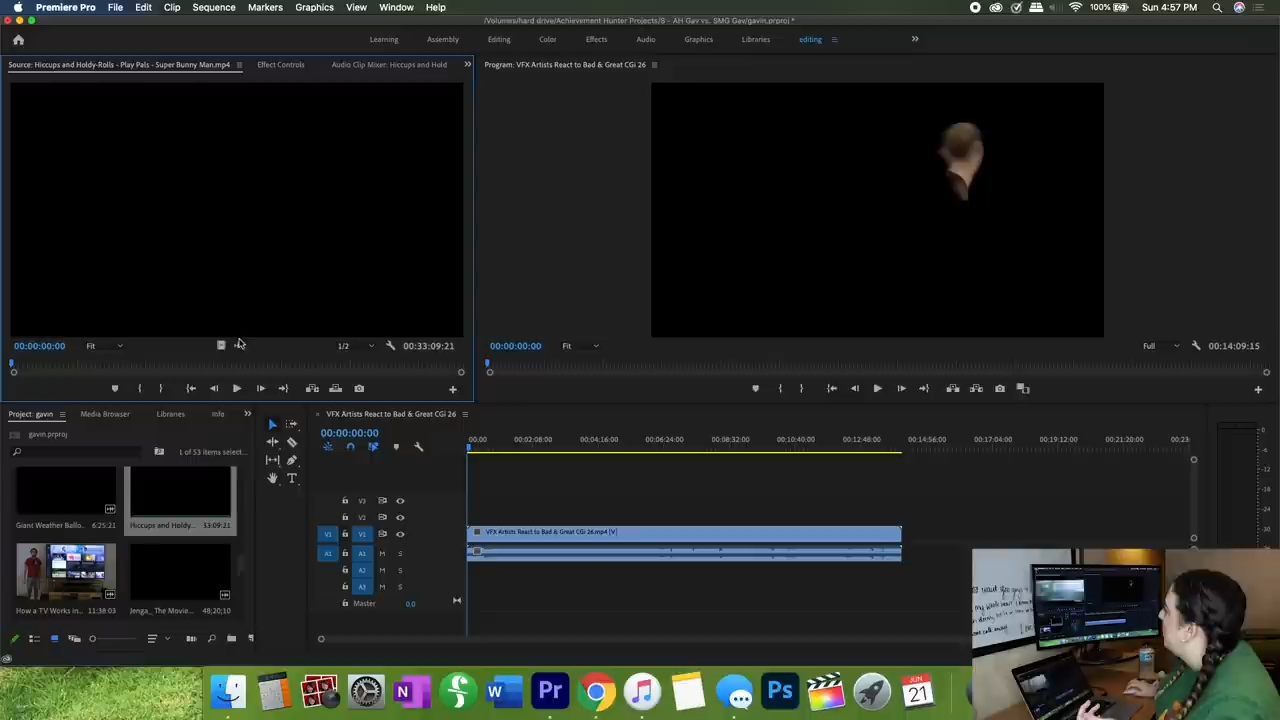 Premiere Pro File Edit Clip Sequence Markers Graphics View Window Help 100% Sun 4:57 PM
/Volumes/hard drive/Achievement Hunter Projects/8 - AH Gav vs. SMG Gav/gavin.prproj *
Learning Assembly Editing Color Effects Audio Graphics Libraries editing
Source: Hiccups and Holdy-Rolls - Play Pals - Super Bunny Man.mp4 Effect Controls Audio Clip Mixer: Hiccups and Hold
Program: VFX Artists React to Bad & Great CGi 26
00:00:00:00 Fit 1/2 00:33:09:21
00:00:00:00 Fit Full 00:14:09:15
Project: gavin Media Browser Libraries Info
gavin.prproj
1 of 53 items select...
Giant Weather Ballo... 6:25:21
Hiccups and Holdy... 33:09:21
How a TV Works in... 11:38:03
Jenga_ The Movie... 48;20;10
VFX Artists React to Bad & Great CGi 26
00:00:00:00
00:00 00:02:08:00 00:04:16:00 00:06:24:00 00:08:32:00 00:10:40:00 00:12:48:00 00:14:56:00 00:17:04:00 00:19:12:00 00:21:20:00 00:23
V3
V2
V1 V1
VFX Artists React to Bad & Great CGi 26.mp4 [V]
A1 A1 M S
A2 M S
A3 M S
Master 0.0
0
-6
-12
N
W
Pr
Ps
JUN
21